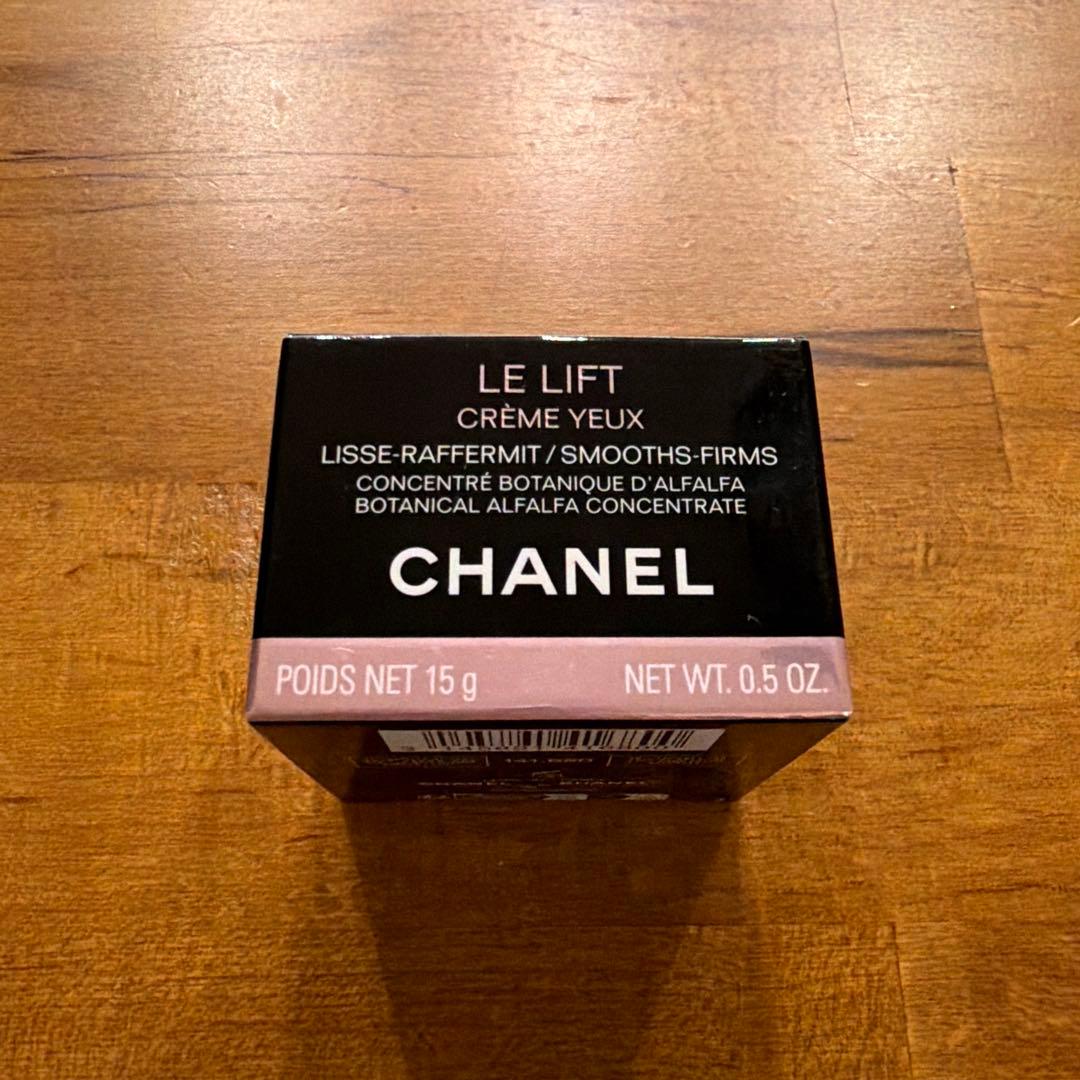 LE LIFT
CRÈME YEUX
LISSE-RAFFERMIT / SMOOTHS-FIRMS
CONCENTRÉ BOTANIQUE D'ALFALFA
BOTANICAL ALFALFA CONCENTRATE
CHANEL
POIDS NET 15 g NET WT. 0.5 OZ.